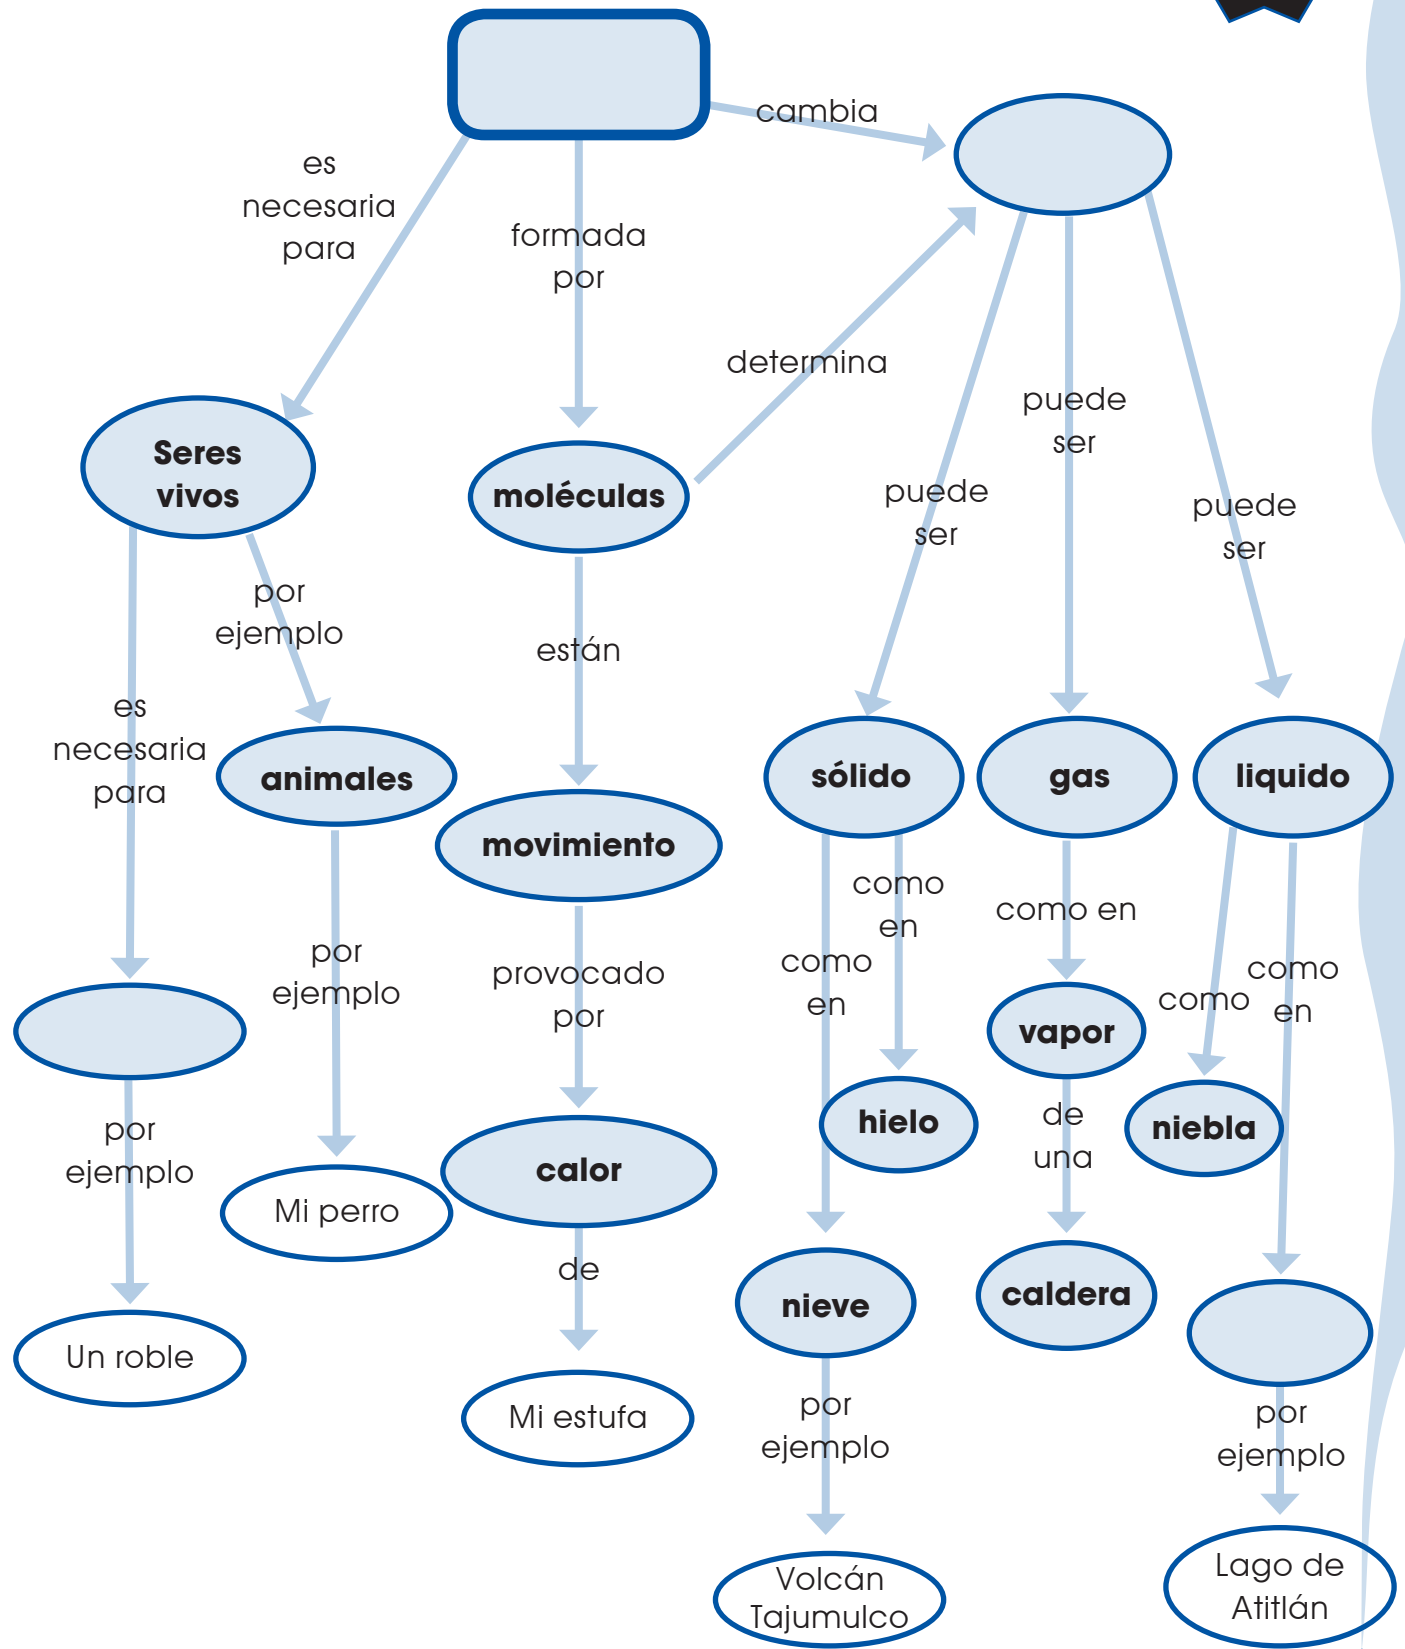 cambia
es
necesaria
para
formada
por
determina
puede
ser
puede
ser
puede
ser
Seres
vivos
moléculas
por
ejemplo
están
es
necesaria
para
animales
movimiento
sólido
gas
liquido
como
en
como en
como
en
como
como
en
por
ejemplo
provocado
por
vapor
hielo
de
una
niebla
por
ejemplo
calor
Mi perro
de
nieve
caldera
Un roble
Mi estufa
por
ejemplo
por
ejemplo
Volcán
Tajumulco
Lago de
Atitlán